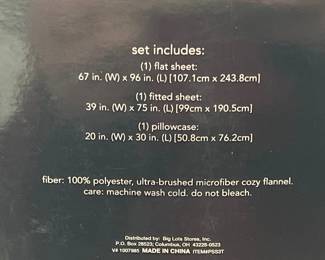 set includes:
(1) flat sheet:
67 in. (W) x 96 in. (L) [107.1cm x 243.8cm]
(1) fitted sheet:
39 in. (W) x 75 in. (L) [99cm x 190.5cm]
(1) pillowcase:
20 in. (W) x 30 in. (L) [50.8cm x 76.2cm]
fiber: 100% polyester, ultra-brushed microfiber cozy flannel.
care: machine wash cold. do not bleach.
Distributed by: Big Lots Stores, Inc.
P.O. Box 28523; Columbus, OH 43228-0523
V# 1007985 MADE IN CHINA ITEM#PSS3T